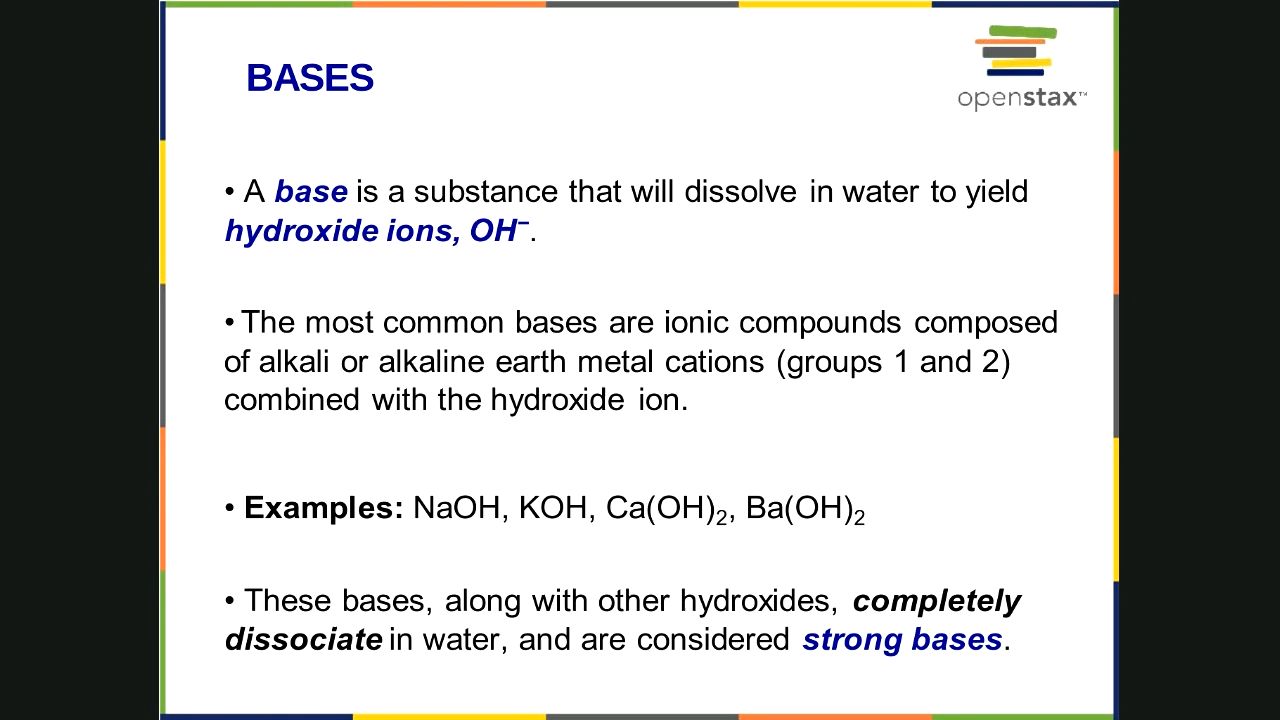 BASES
openstax™
• A base is a substance that will dissolve in water to yield
hydroxide ions, OH⁻.
• The most common bases are ionic compounds composed
of alkali or alkaline earth metal cations (groups 1 and 2)
combined with the hydroxide ion.
• Examples: NaOH, KOH, Ca(OH)₂, Ba(OH)₂
• These bases, along with other hydroxides, completely
dissociate in water, and are considered strong bases.